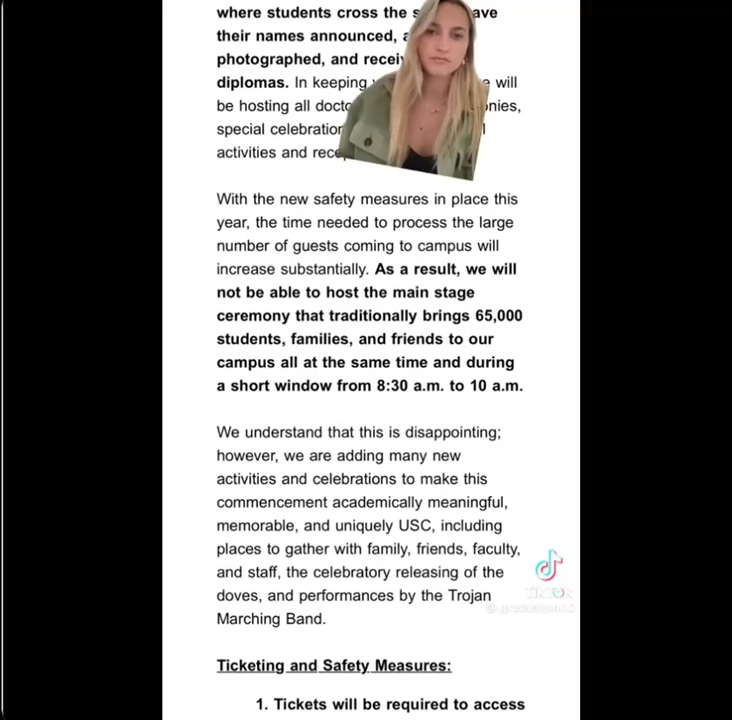 where students cross the ave
their names announced,
photographed, and recei
diplomas. In keeping will
be hosting all docto nies,
special celebration
activities and rece
With the new safety measures in place this
year, the time needed to process the large
number of guests coming to campus will
increase substantially. As a result, we will
not be able to host the main stage
ceremony that traditionally brings 65,000
students, families, and friends to our
campus all at the same time and during
a short window from 8:30 a.m. to 10 a.m.
We understand that this is disappointing;
however, we are adding many new
activities and celebrations to make this
commencement academically meaningful,
memorable, and uniquely USC, including
places to gather with family, friends, faculty,
and staff, the celebratory releasing of the
doves, and performances by the Trojan
Marching Band.
TikTok
Ticketing and Safety Measures:
1. Tickets will be required to access